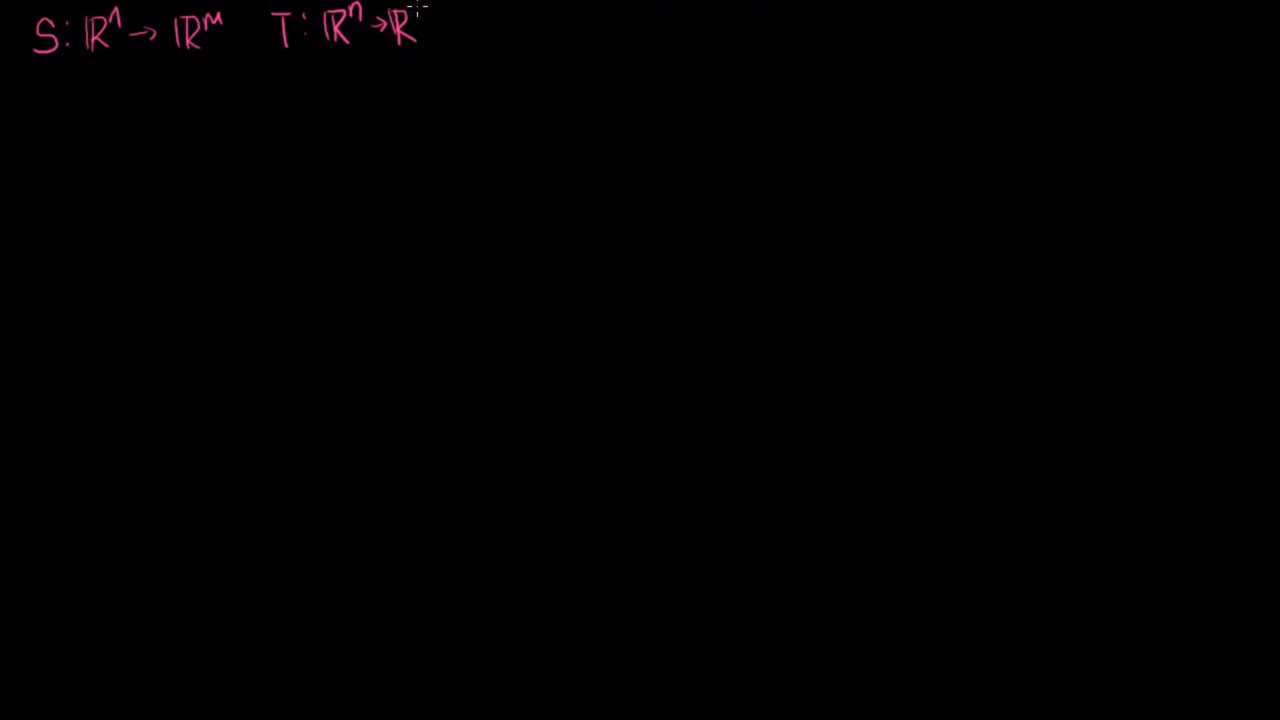 S: ℝⁿ → ℝᵐ T: ℝⁿ → ℝ